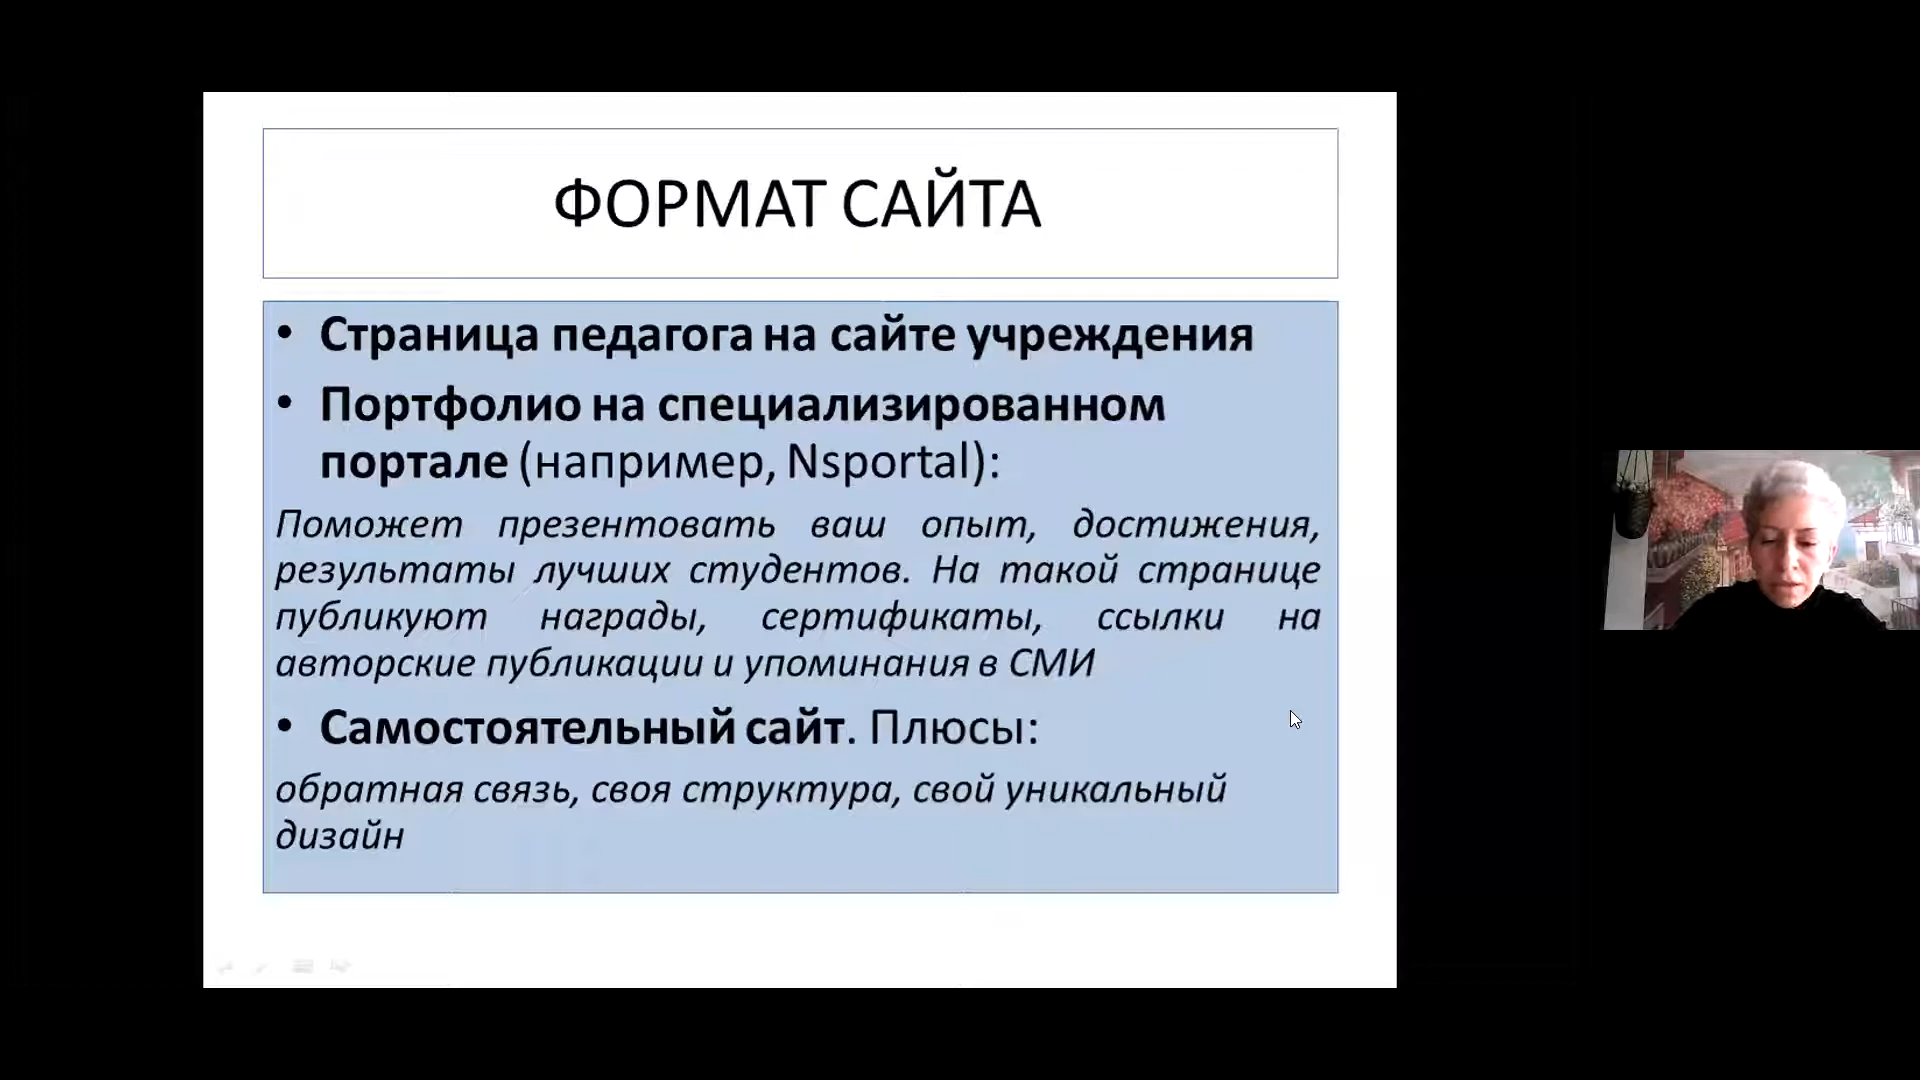 ФОРМАТ САЙТА
• Страница педагога на сайте учреждения
• Портфолио на специализированном
портале (например, Nsportal):
Поможет презентовать ваш опыт, достижения,
результаты лучших студентов. На такой странице
публикуют награды, сертификаты, ссылки на
авторские публикации и упоминания в СМИ
• Самостоятельный сайт. Плюсы:
обратная связь, своя структура, свой уникальный
дизайн